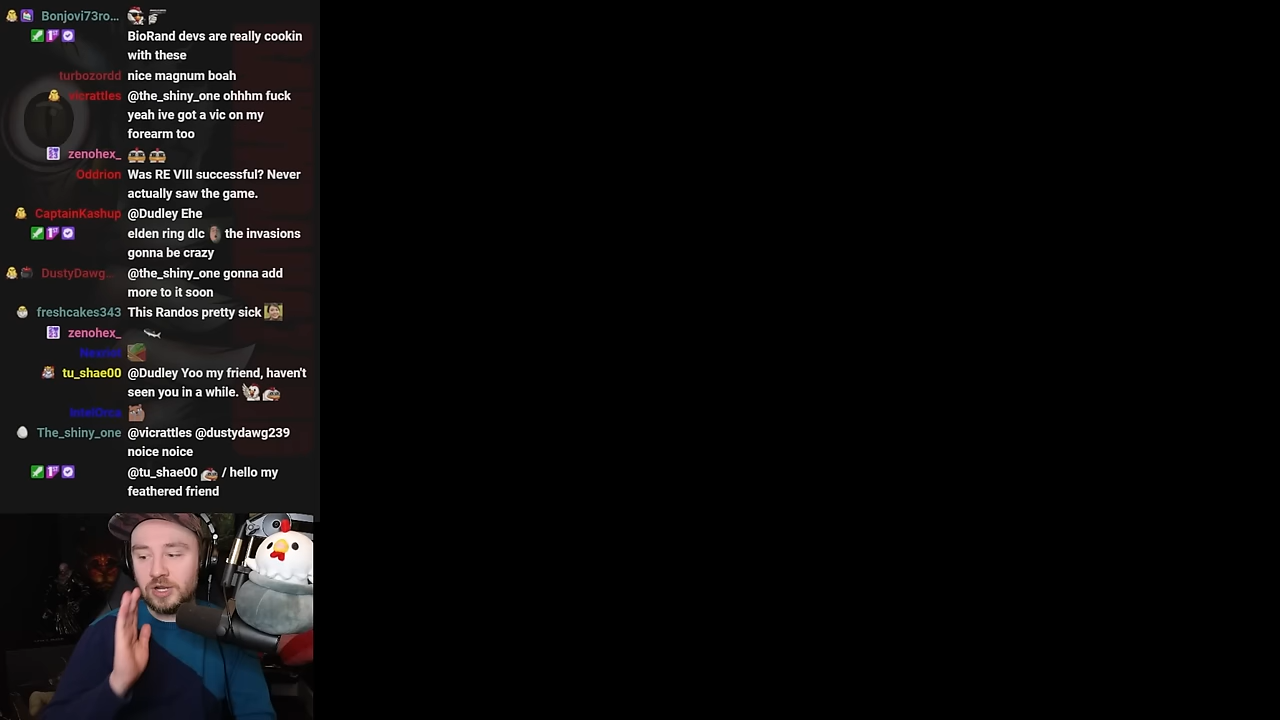 Bonjovi73ro...
BioRand devs are really cookin
with these
turbozordd nice magnum boah
vicrattles @the_shiny_one ohhhm fuck
yeah ive got a vic on my
forearm too
zenohex_
Oddrion Was RE VIII successful? Never
actually saw the game.
CaptainKashup @Dudley Ehe
elden ring dlc the invasions
gonna be crazy
DustyDawg... @the_shiny_one gonna add
more to it soon
freshcakes343 This Randos pretty sick
zenohex_
tu_shae00 @Dudley Yoo my friend, haven't
seen you in a while.
IntelOrca
The_shiny_one @vicrattles @dustydawg239
noice noice
@tu_shae00 / hello my
feathered friend